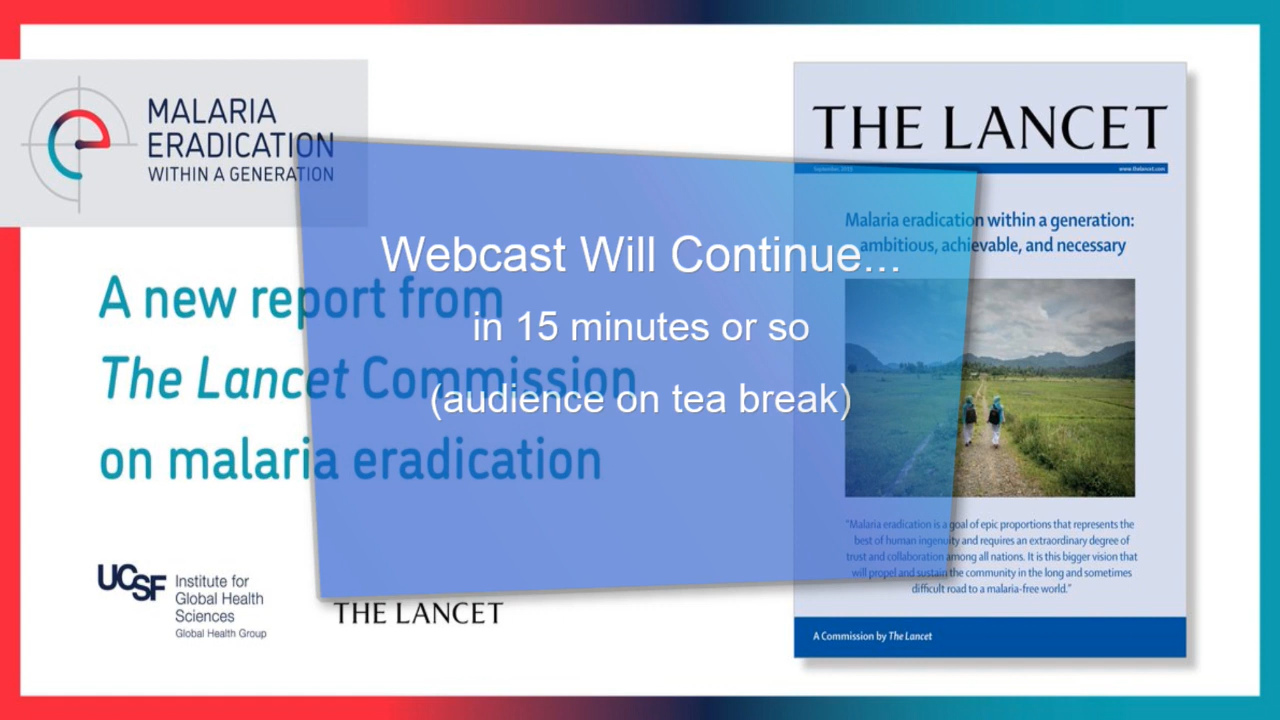 MALARIA
ERADICATION
WITHIN A GENERATION
A new report from
The Lancet Commission
on malaria eradication
UCSF
Institute for
Global Health
Sciences
Global Health Group
THE LANCET
Webcast Will Continue...
in 15 minutes or so
(audience on tea break)
THE LANCET
September 2019
www.thelancet.com
Malaria eradication within a generation:
ambitious, achievable, and necessary
"Malaria eradication is a goal of epic proportions that represents the
best of human ingenuity and requires an extraordinary degree of
trust and collaboration among all nations. It is this bigger vision that
will propel and sustain the community in the long and sometimes
difficult road to a malaria-free world."
A Commission by The Lancet